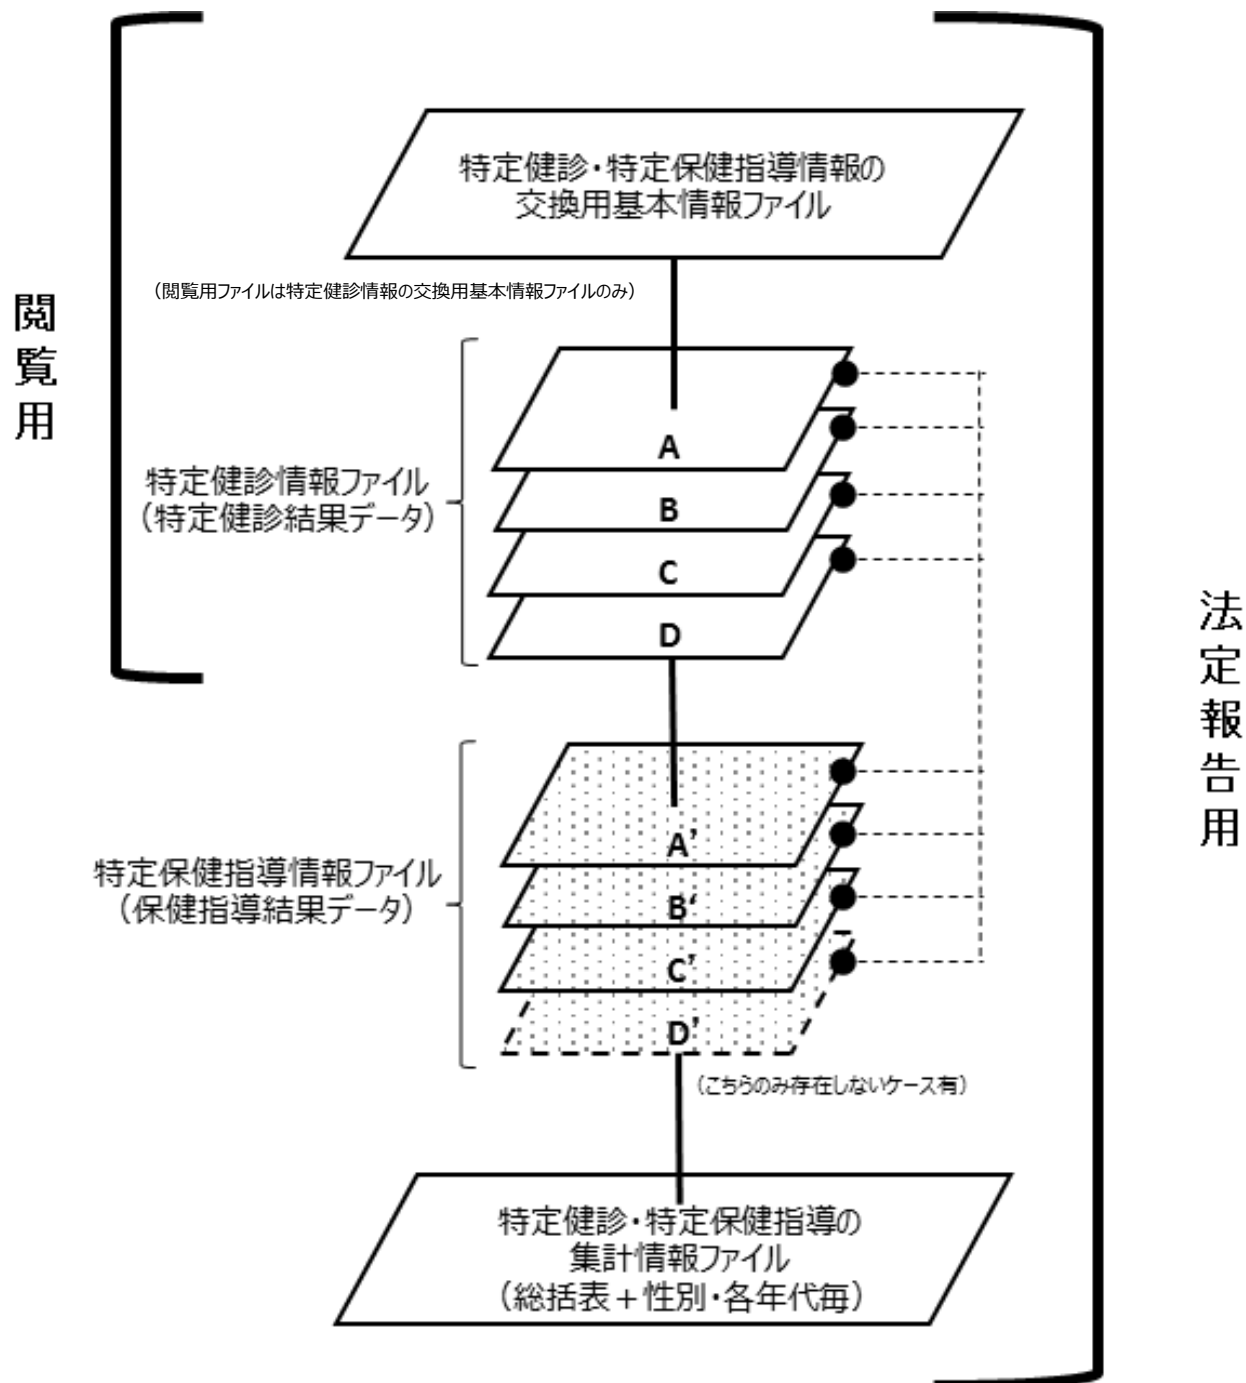 特定健診・特定保健指導情報の
交換用基本情報ファイル
（閲覧用ファイルは特定健診情報の交換用基本情報ファイルのみ）
閲覧用
特定健診情報ファイル
（特定健診結果データ）
A
B
C
D
法定報告用
特定保健指導情報ファイル
（保健指導結果データ）
A’
B‘
C’
D’
（こちらのみ存在しないケース有）
特定健診・特定保健指導の
集計情報ファイル
（総括表＋性別・各年代毎）